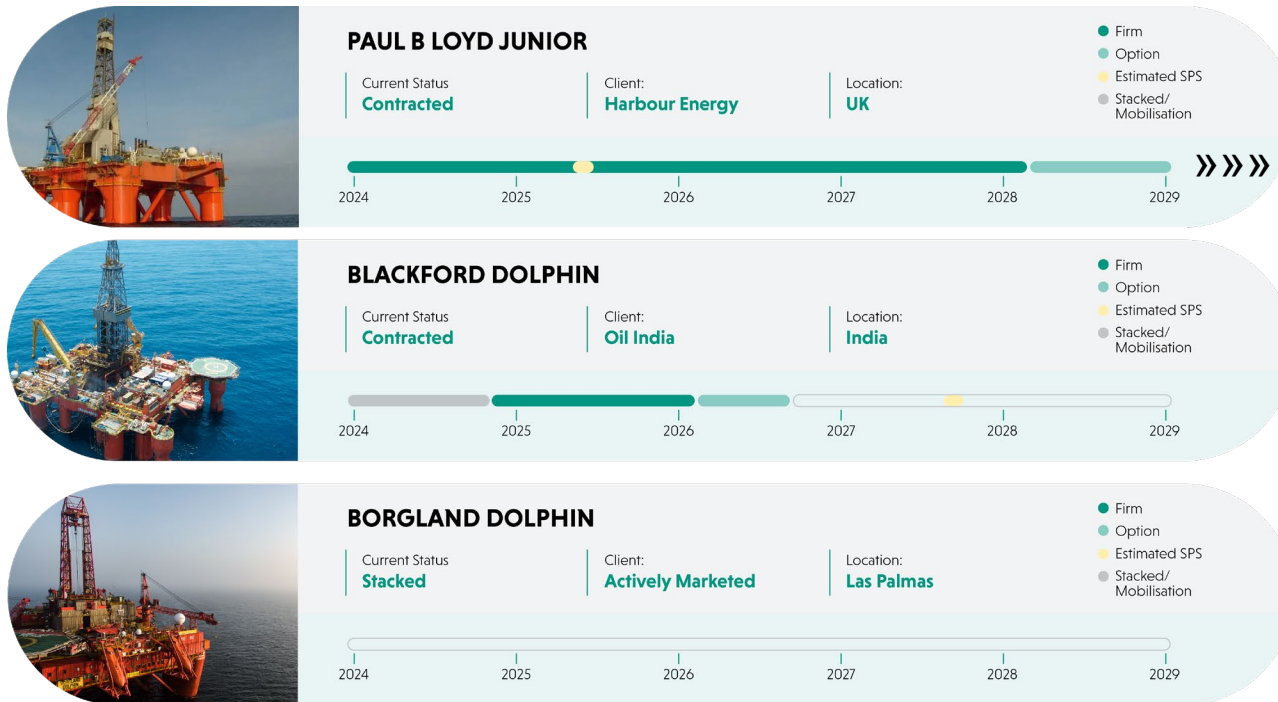 PAUL B LOYD JUNIOR
Current Status
Contracted
Client:
Harbour Energy
Location:
UK
Firm
Option
Estimated SPS
Stacked/
Mobilisation
2024 2025 2026 2027 2028 2029
BLACKFORD DOLPHIN
Current Status
Contracted
Client:
Oil India
Location:
India
Firm
Option
Estimated SPS
Stacked/
Mobilisation
2024 2025 2026 2027 2028 2029
BORGLAND DOLPHIN
Current Status
Stacked
Client:
Actively Marketed
Location:
Las Palmas
Firm
Option
Estimated SPS
Stacked/
Mobilisation
2024 2025 2026 2027 2028 2029